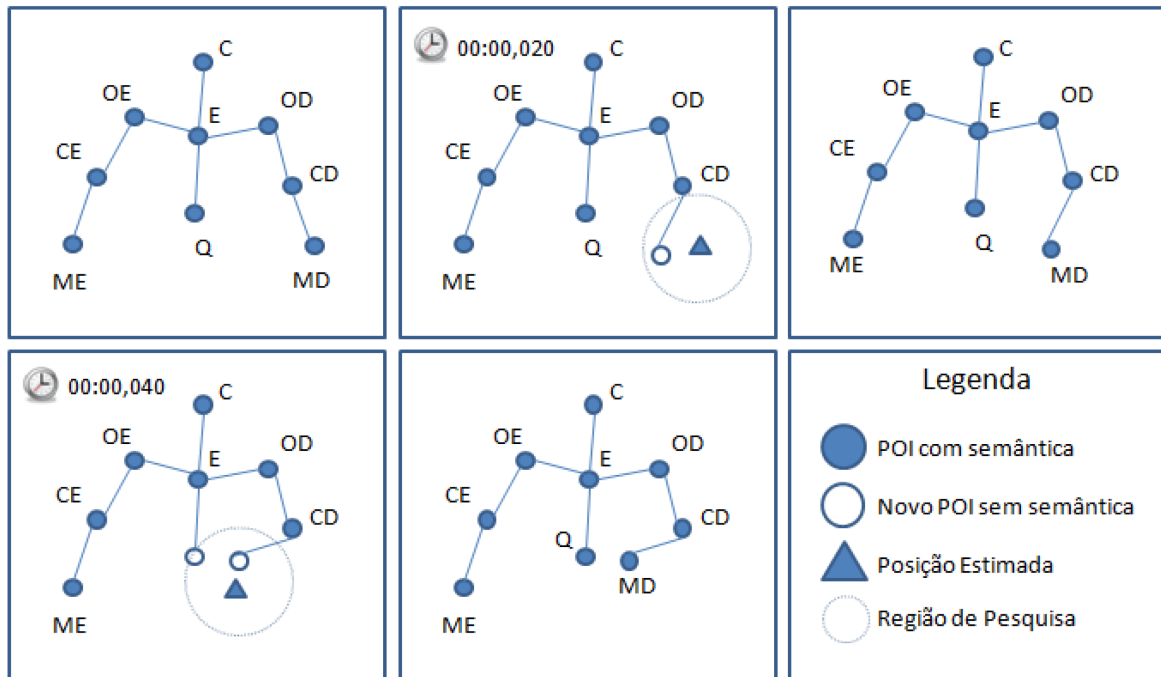 C
OE
E
OD
CE
CD
Q
ME
MD
00:00,020
C
OE
E
OD
CE
CD
Q
ME
C
OE
E
OD
CE
CD
Q
ME
MD
00:00,040
C
OE
E
OD
CE
CD
ME
C
OE
E
OD
CE
CD
Q
MD
ME
Legenda
POI com semântica
Novo POI sem semântica
Posição Estimada
Região de Pesquisa